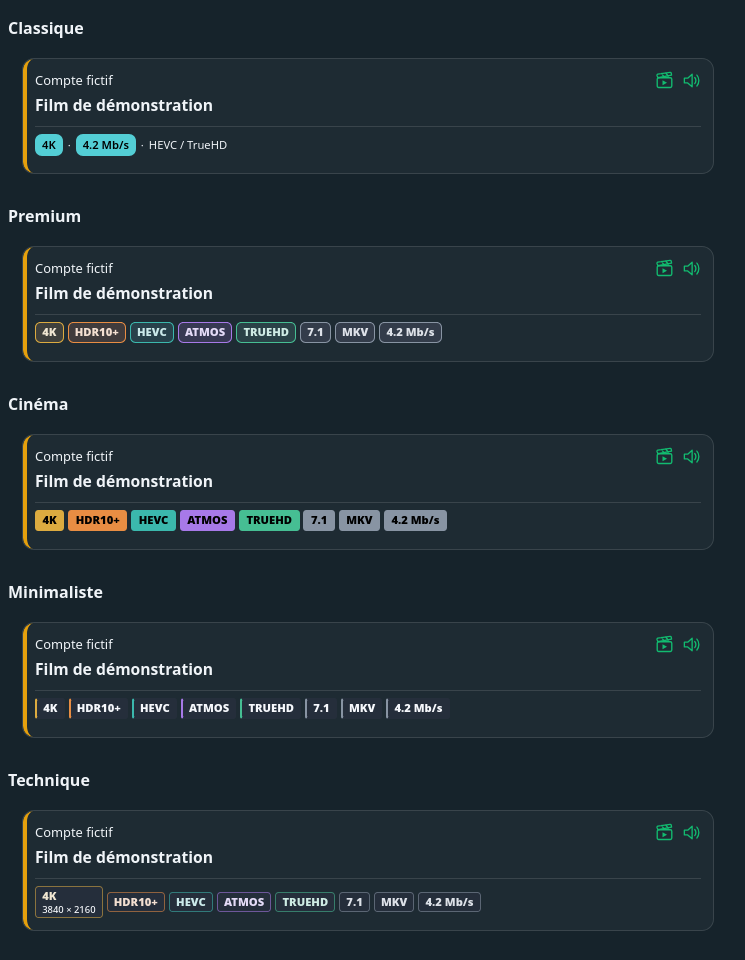 Classique
Compte fictif
Film de démonstration
4K · 4.2 Mb/s · HEVC / TrueHD
Premium
Compte fictif
Film de démonstration
4K HDR10+ HEVC ATMOS TRUEHD 7.1 MKV 4.2 Mb/s
Cinéma
Compte fictif
Film de démonstration
4K HDR10+ HEVC ATMOS TRUEHD 7.1 MKV 4.2 Mb/s
Minimaliste
Compte fictif
Film de démonstration
4K HDR10+ HEVC ATMOS TRUEHD 7.1 MKV 4.2 Mb/s
Technique
Compte fictif
Film de démonstration
4K HDR10+ HEVC ATMOS TRUEHD 7.1 MKV 4.2 Mb/s
3840 × 2160